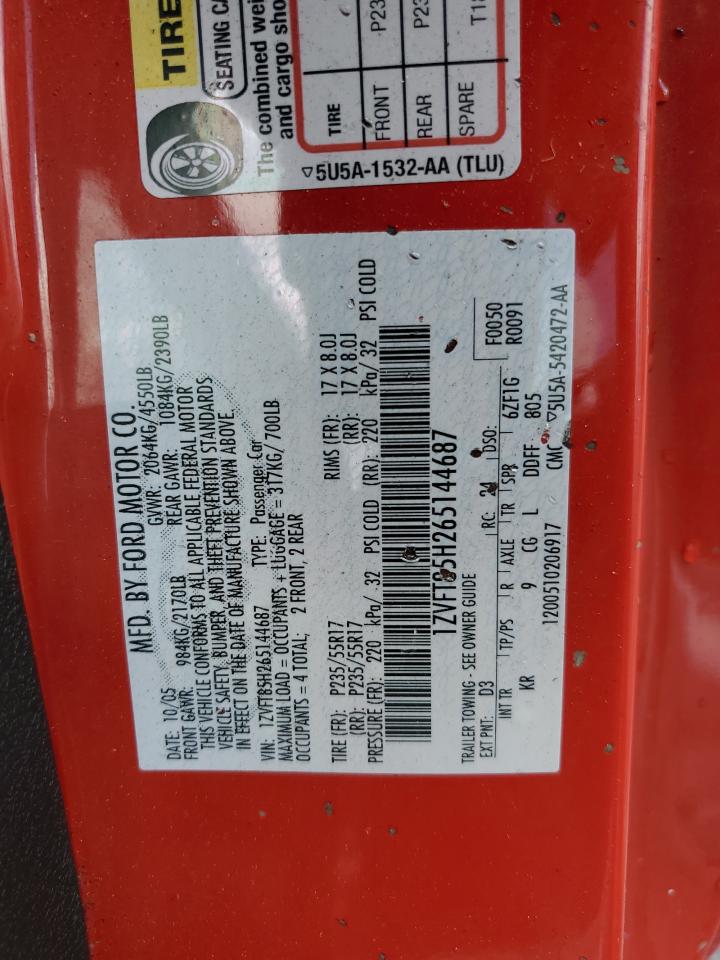 TIRE
SEATING CA
The combined wei
and cargo sho
TIRE
FRONT P23
REAR P23
SPARE T18
5U5A-1532-AA (TLU)
MFD. BY FORD MOTOR CO.
DATE: 10/05 GVWR: 2064KG/4550LB
FRONT GAWR: 984KG/2170LB REAR GAWR: 1084KG/2390LB
THIS VEHICLE CONFORMS TO ALL APPLICABLE FEDERAL MOTOR
VEHICLE SAFETY, BUMPER, AND THEFT PREVENTION STANDARDS
IN EFFECT ON THE DATE OF MANUFACTURE SHOWN ABOVE.
VIN: 1ZVFT85H265144687 TYPE: Passenger Car
MAXIMUM LOAD = OCCUPANTS + LUGGAGE = 317KG/ 700LB
OCCUPANTS = 4 TOTAL; 2 FRONT, 2 REAR
TIRE (FR): P235/55R17 RIMS (FR): 17 X 8.0J
(RR): P235/55R17 (RR): 17 X 8.0J
PRESSURE (FR): 220 kPa/ 32 PSI COLD (RR): 220 kPa/ 32 PSI COLD
1ZVFT85H265144687
TRAILER TOWING - SEE OWNER GUIDE
EXT PNT: D3 RC: 24 DSO: F0050
R0091
INT TR TP/PS R AXLE TR SPR 6ZF1G
KR 9 CG L DDFF 805
1200510206917 CMC 5U5A-5420472-AA